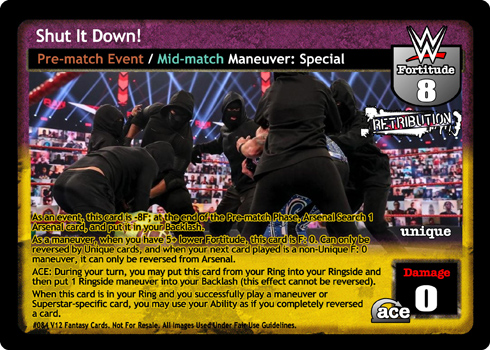 Shut It Down!
Pre-match Event / Mid-match Maneuver: Special
W
Fortitude
8
RETRIBUTION
As an event, this card is -8F; at the end of the Pre-match Phase, Arsenal Search 1
Arsenal card, and put it in your Backlash.
As a maneuver, when you have 5+ lower Fortitude, this card is F: 0. Can only be
reversed by Unique cards, and when your next card played is a non-Unique F: 0
maneuver, it can only be reversed from Arsenal.
unique
ACE: During your turn, you may put this card from your Ring into your Ringside and
then put 1 Ringside maneuver into your Backlash (this effect cannot be reversed).
When this card is in your Ring and you successfully play a maneuver or
Superstar-specific card, you may use your Ability as if you completely reversed
a card.
Damage
0
ace
#084 V12 Fantasy Cards. Not For Resale. All Images Used Under Fair Use Guidelines.